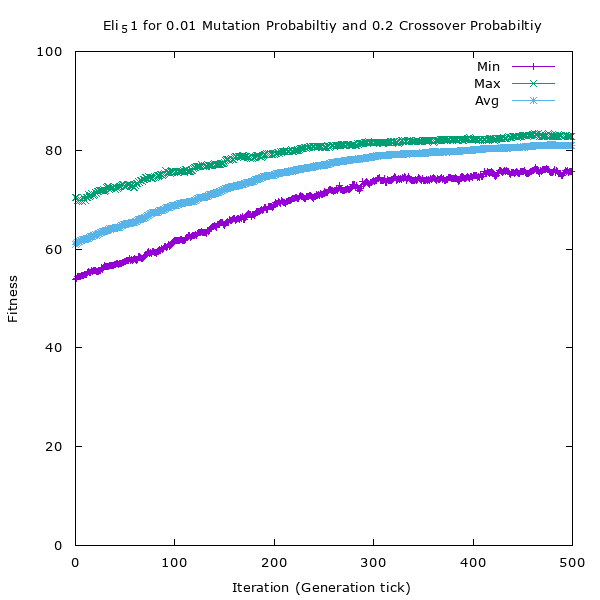 Eli 5 1 for 0.01 Mutation Probabiltiy and 0.2 Crossover Probabiltiy
100
80
60
40
20
0
Fitness
Min
Max
Avg
0 100 200 300 400 500
Iteration (Generation tick)